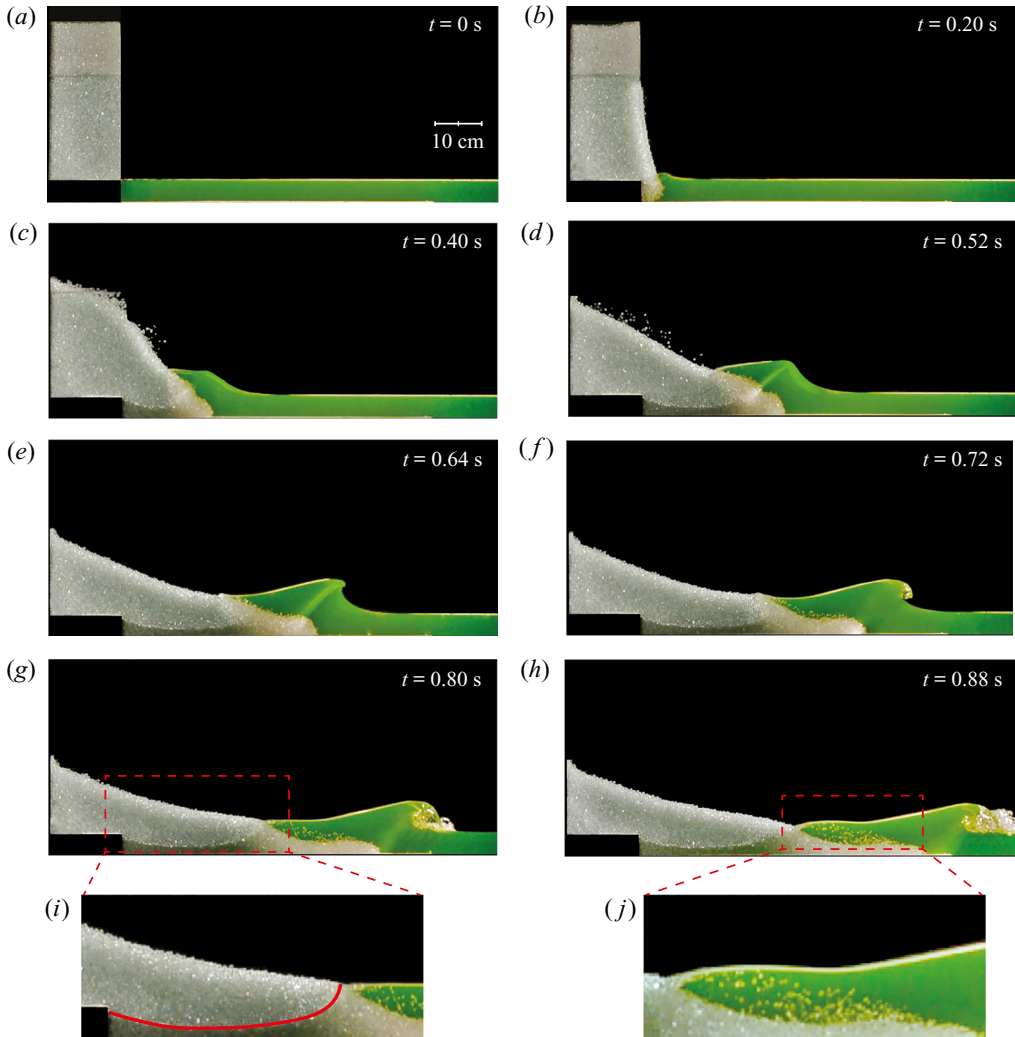 (a)
t = 0 s
10 cm
(b)
t = 0.20 s
(c)
t = 0.40 s
(d)
t = 0.52 s
(e)
t = 0.64 s
(f)
t = 0.72 s
(g)
t = 0.80 s
(h)
t = 0.88 s
(i)
(j)